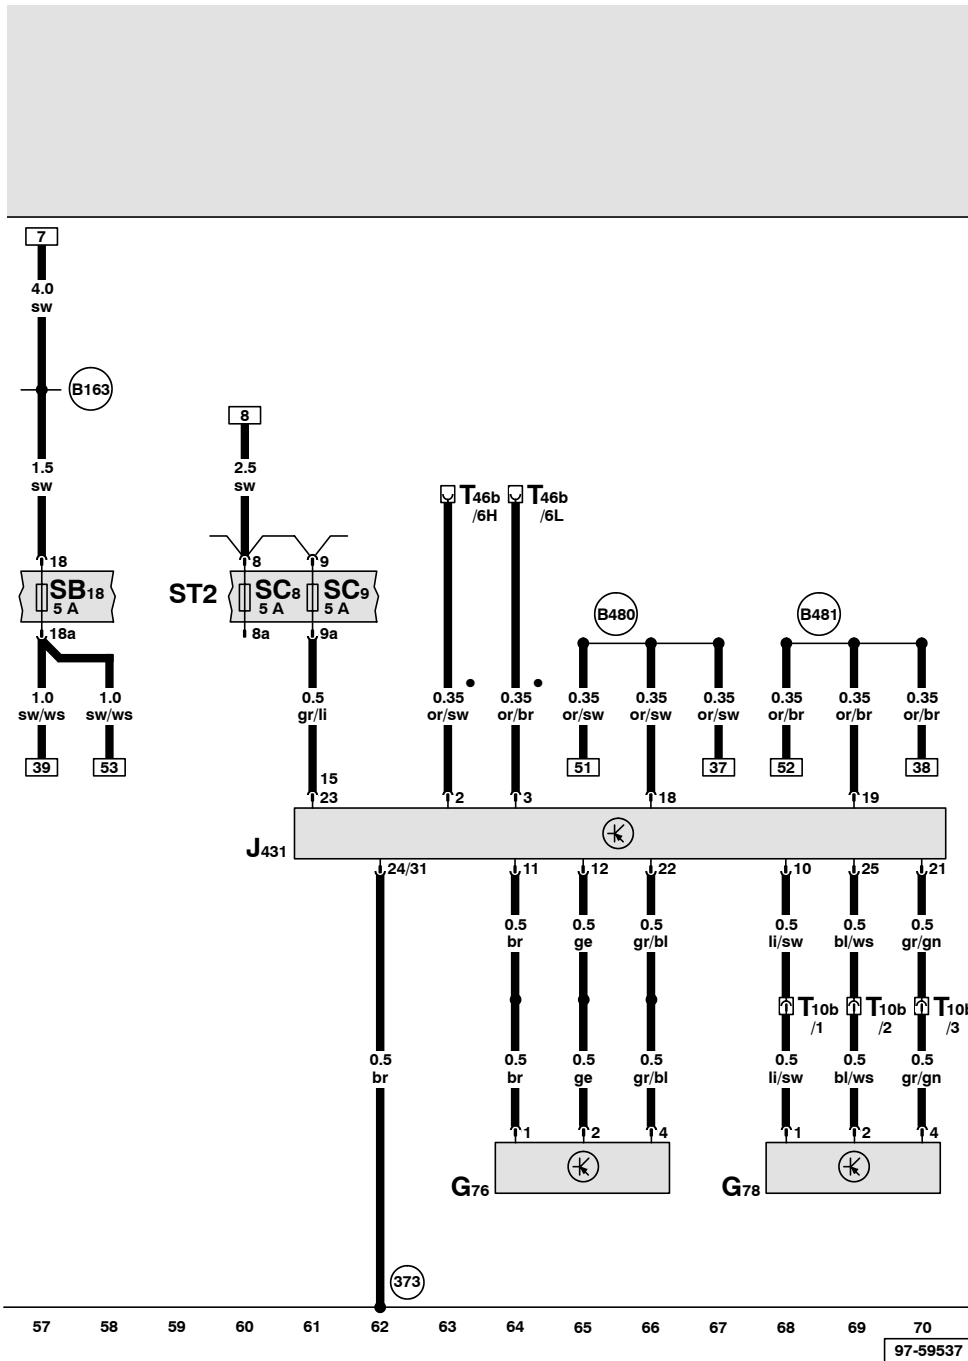 7
4.0
sw
B163
8
1.5
sw
2.5
sw
T46b
/6H
T46b
/6L
18
8
9
SB18
5 A
ST2
SC8
5 A
SC9
5 A
B480
B481
18a
8a
9a
1.0
sw/ws
1.0
sw/ws
0.5
gr/li
0.35
or/sw
0.35
or/br
0.35
or/sw
0.35
or/sw
0.35
or/sw
0.35
or/br
0.35
or/br
0.35
or/br
39
53
51
37
52
38
15
23
2
3
18
19
J431
24/31
11
12
22
10
25
21
0.5
br
0.5
ge
0.5
gr/bl
0.5
li/sw
0.5
bl/ws
0.5
gr/gn
T10b
/1
T10b
/2
T10b
/3
0.5
br
0.5
br
0.5
ge
0.5
gr/bl
0.5
li/sw
0.5
bl/ws
0.5
gr/gn
1
2
4
1
2
4
G76
G78
373
57 58 59 60 61 62 63 64 65 66 67 68 69 70
97-59537